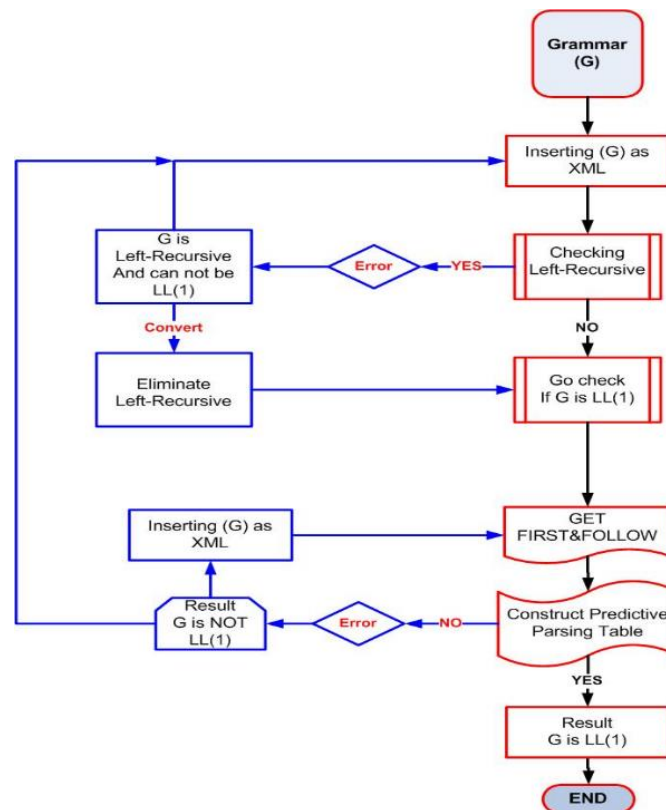 Grammar
(G)
Inserting (G) as
XML
G is
Left-Recursive
And can not be
LL(1)
Error
YES
Checking
Left-Recursive
Convert
NO
Eliminate
Left-Recursive
Go check
If G is LL(1)
Inserting (G) as
XML
GET
FIRST&FOLLOW
Result
G is NOT
LL(1)
Error
NO
Construct Predictive
Parsing Table
YES
Result
G is LL(1)
END